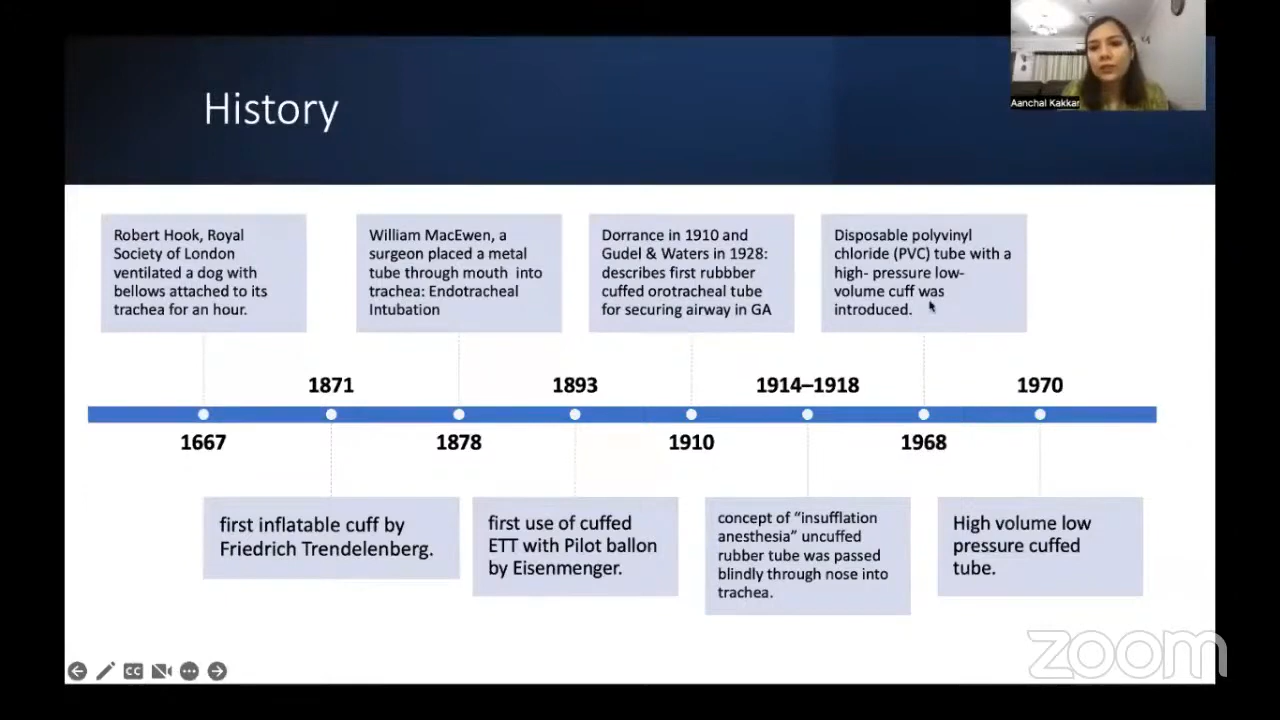 Aanchal Kakkar
History
Robert Hook, Royal
Society of London
ventilated a dog with
bellows attached to its
trachea for an hour.
William MacEwen, a
surgeon placed a metal
tube through mouth into
trachea: Endotracheal
Intubation
Dorrance in 1910 and
Gudel & Waters in 1928:
describes first rubbber
cuffed orotracheal tube
for securing airway in GA
Disposable polyvinyl
chloride (PVC) tube with a
high- pressure low-
volume cuff was
introduced.
1871
1893
1914–1918
1970
1667
1878
1910
1968
first inflatable cuff by
Friedrich Trendelenberg.
first use of cuffed
ETT with Pilot ballon
by Eisenmenger.
concept of “insufflation
anesthesia” uncuffed
rubber tube was passed
blindly through nose into
trachea.
High volume low
pressure cuffed
tube.
CC
zoom